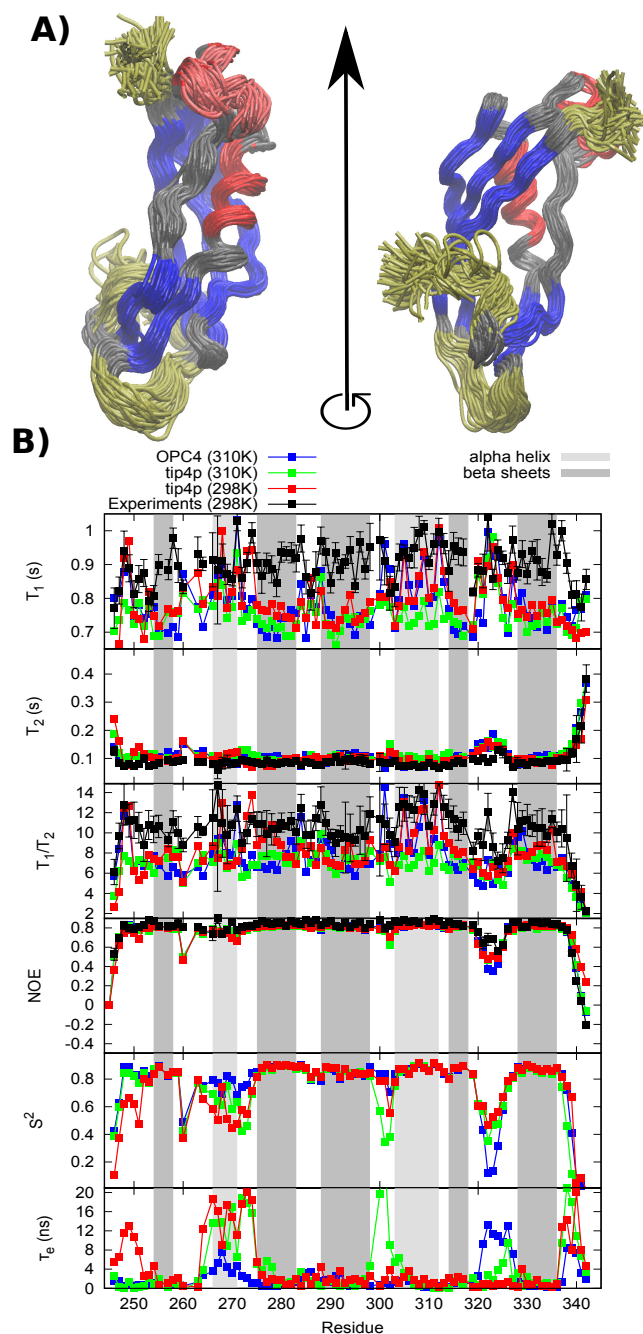 A)
B)
OPC4 (310K)
tip4p (310K)
tip4p (298K)
Experiments (298K)
alpha helix
beta sheets
1
0.9
0.8
0.7
T1 (s)
0.4
0.3
0.2
0.1
T2 (s)
14
12
10
8
6
4
2
T1/T2
0.8
0.4
0
-0.2
-0.4
NOE
0.8
0.6
0.4
0.2
S2
20
16
12
8
4
0
τe (ns)
250 260 270 280 290 300 310 320 330 340
Residue